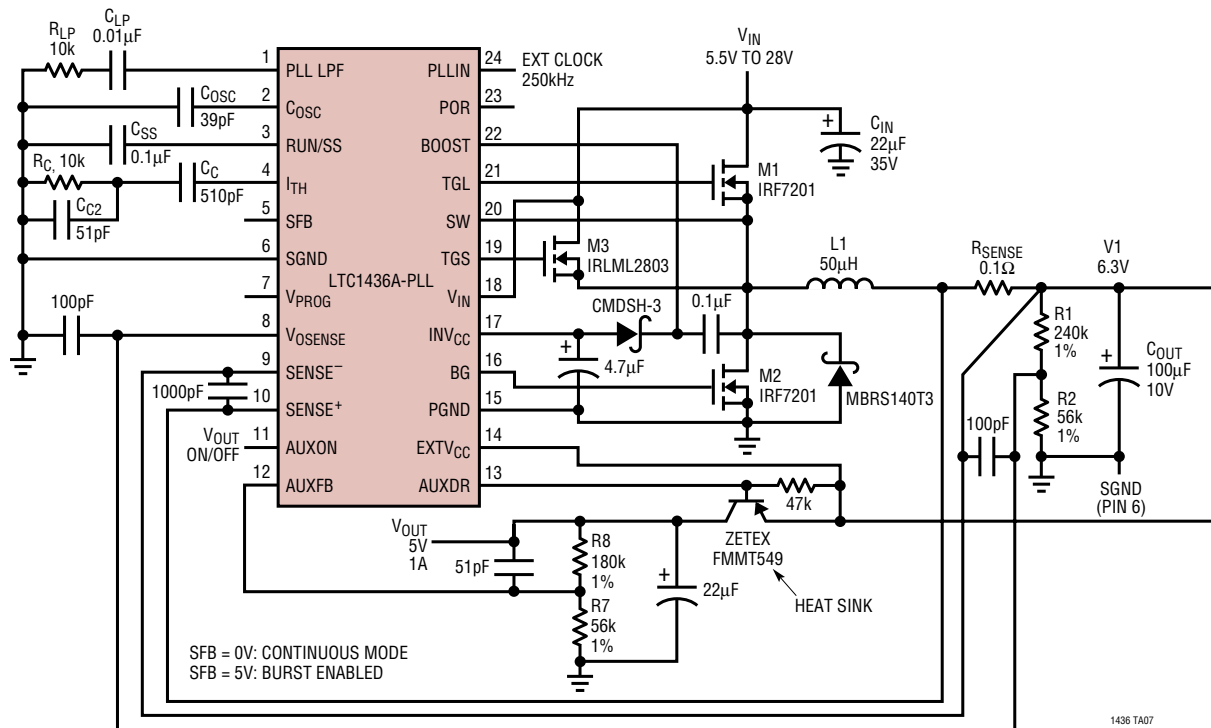 R_LP
10k
C_LP
0.01µF
C_OSC
39pF
C_SS
0.1µF
R_C, 10k
C_C
510pF
C_C2
51pF
100pF
1000pF
V_OUT
ON/OFF
1
2
3
4
5
6
7
8
9
10
11
12
PLL LPF
C_OSC
RUN/SS
I_TH
SFB
SGND
V_PROG
V_OSENSE
SENSE⁻
SENSE⁺
AUXON
AUXFB
LTC1436A-PLL
PLLIN
POR
BOOST
TGL
SW
TGS
V_IN
INV_CC
BG
PGND
EXTV_CC
AUXDR
24
23
22
21
20
19
18
17
16
15
14
13
EXT CLOCK
250kHz
V_IN
5.5V TO 28V
+
C_IN
22µF
35V
M1
IRF7201
M3
IRLML2803
L1
50µH
R_SENSE
0.1Ω
V1
6.3V
CMDSH-3
0.1µF
+
4.7µF
M2
IRF7201
MBRS140T3
R1
240k
1%
+
C_OUT
100µF
10V
R2
56k
1%
100pF
SGND
(PIN 6)
47k
ZETEX
FMMT549
HEAT SINK
V_OUT
5V
1A
51pF
R8
180k
1%
+
22µF
R7
56k
1%
SFB = 0V: CONTINUOUS MODE
SFB = 5V: BURST ENABLED
1436 TA07